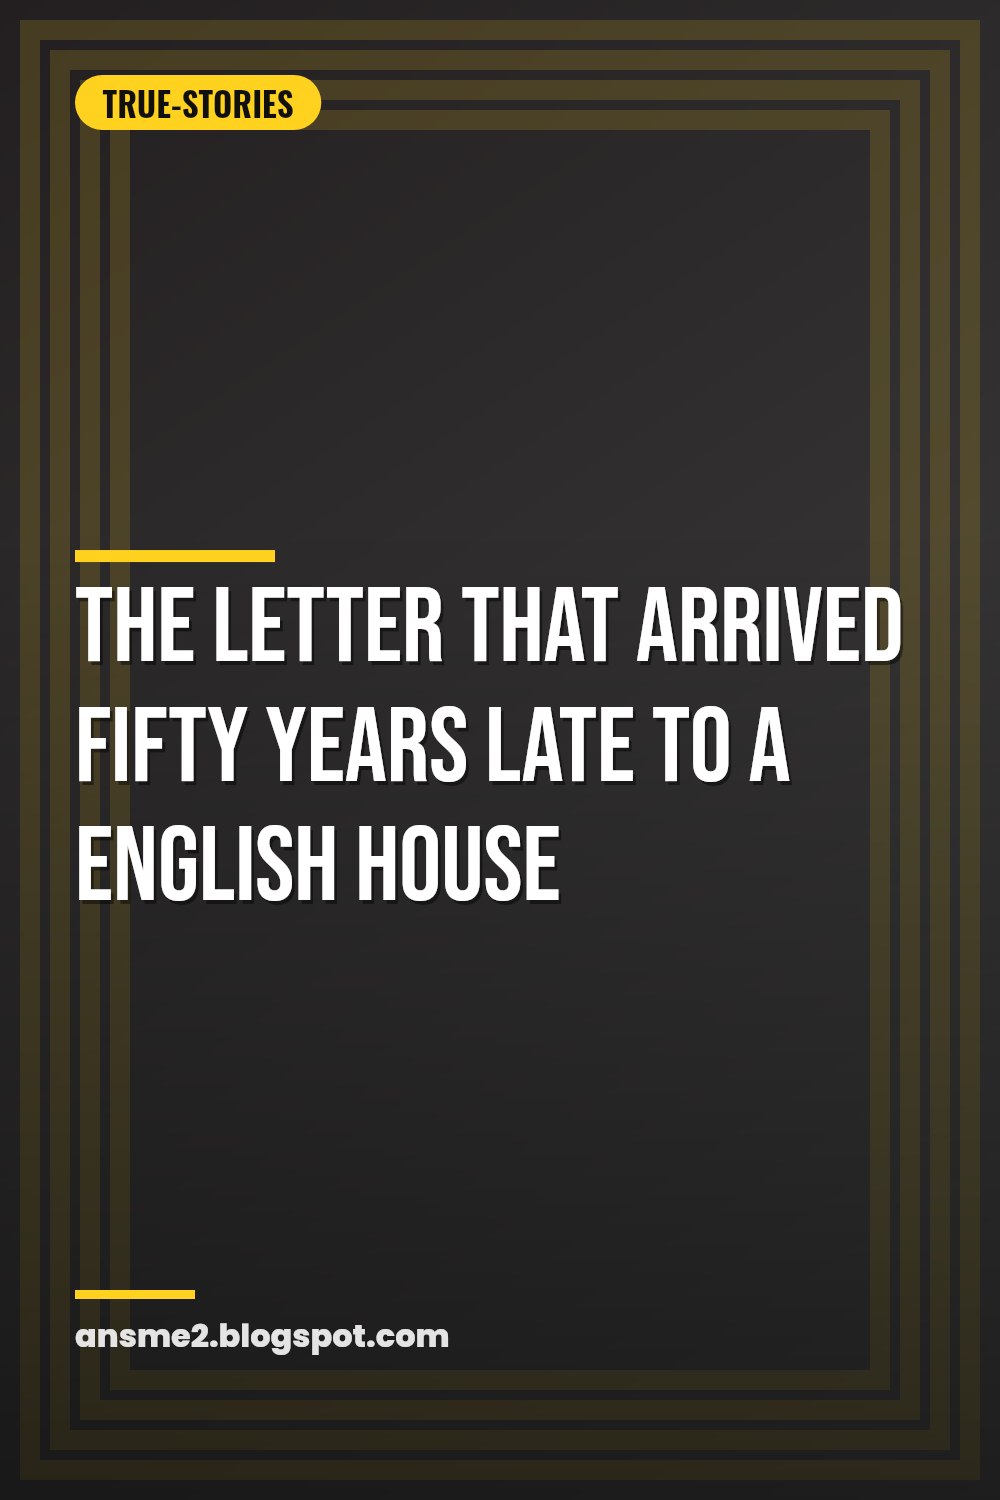 TRUE-STORIES
THE LETTER THAT ARRIVED
FIFTY YEARS LATE TO A
ENGLISH HOUSE
ansme2.blogspot.com